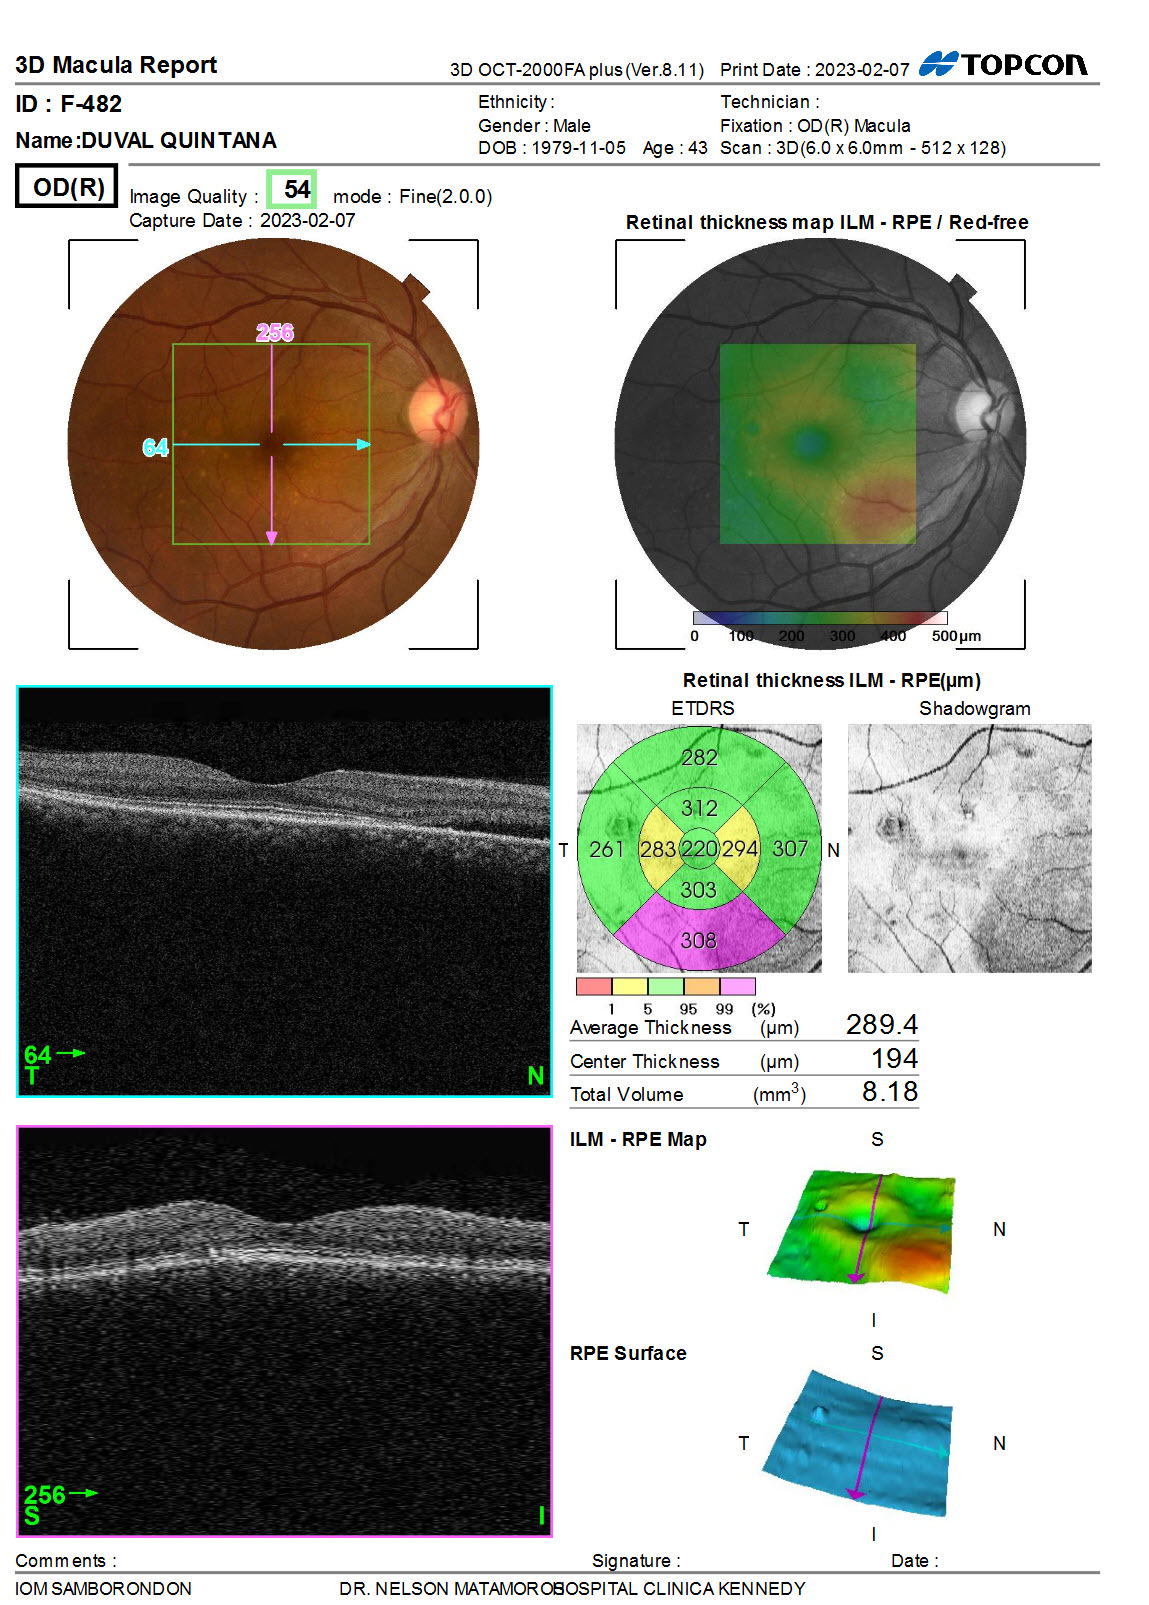 3D Macula Report
3D OCT-2000FA plus(Ver.8.11) Print Date : 2023-02-07 TOPCON
ID : F-482
Ethnicity :
Technician :
Name:DUVAL QUINTANA
Gender : Male
Fixation : OD(R) Macula
DOB : 1979-11-05 Age : 43
Scan : 3D(6.0 x 6.0mm - 512 x 128)
OD(R)
Image Quality : 54 mode : Fine(2.0.0)
Capture Date : 2023-02-07
Retinal thickness map ILM - RPE / Red-free
256
64
0 100 200 300 400 500µm
Retinal thickness ILM - RPE(µm)
ETDRS
Shadowgram
282
312
T 261 283 220 294 307 N
303
308
1 5 95 99 (%)
Average Thickness (µm) 289.4
Center Thickness (µm) 194
Total Volume (mm3) 8.18
64
T N
ILM - RPE Map
S
T N
I
RPE Surface
S
T N
I
256
S I
Comments :
Signature :
Date :
IOM SAMBORONDON
DR. NELSON MATAMOROS
HOSPITAL CLINICA KENNEDY